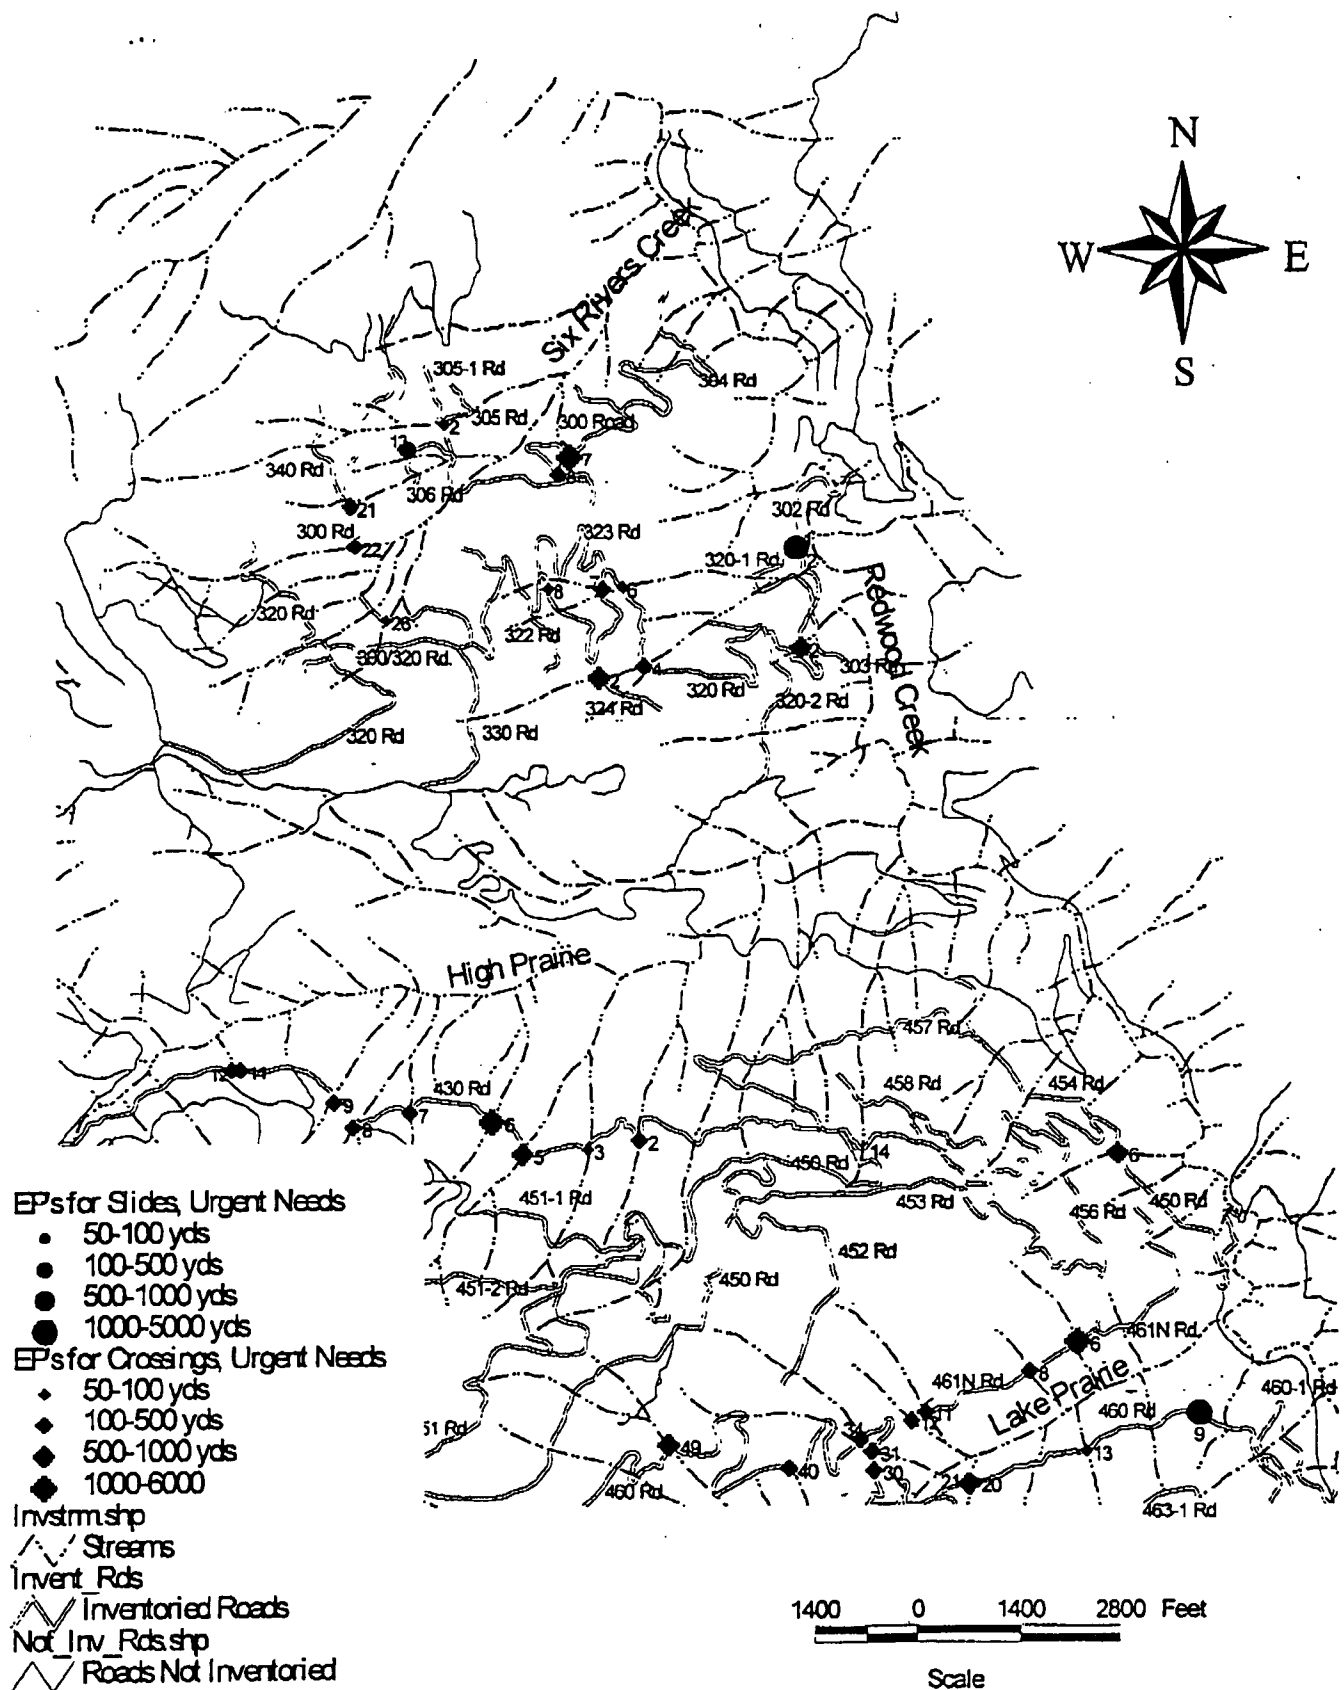 N
W E
S
Six Rivers Creek
305-1 Rd
304 Rd
305 Rd
300 Road
2
340 Rd
7
306 Rd
21
302 Rd
300 Rd
323 Rd
22
320-1 Rd
Redwood Creek
320 Rd
8
6
26
322 Rd
300/320 Rd.
2
303 Rd
4
2
320 Rd
324 Rd
320-2 Rd
330 Rd
320 Rd
High Prairie
457 Rd
11
430 Rd
458 Rd
454 Rd
9
7
8
6
5
3
2
14
6
450 Rd
451-1 Rd
453 Rd
456 Rd
450 Rd
452 Rd
451-2 Rd
450 Rd
461N Rd.
6
8
461N Rd
Lake Prairie
460-1 Rd
460 Rd
11
9
51 Rd
34
31
49
13
40
30
21
20
460 Rd
463-1 Rd
EP's for Slides, Urgent Needs
50-100 yds
100-500 yds
500-1000 yds
1000-5000 yds
EP's for Crossings, Urgent Needs
50-100 yds
100-500 yds
500-1000 yds
1000-6000
Invstrm.shp
Streams
Invent_Rds
Inventoried Roads
Not_Inv_Rds.shp
Roads Not Inventoried
1400 0 1400 2800 Feet
Scale